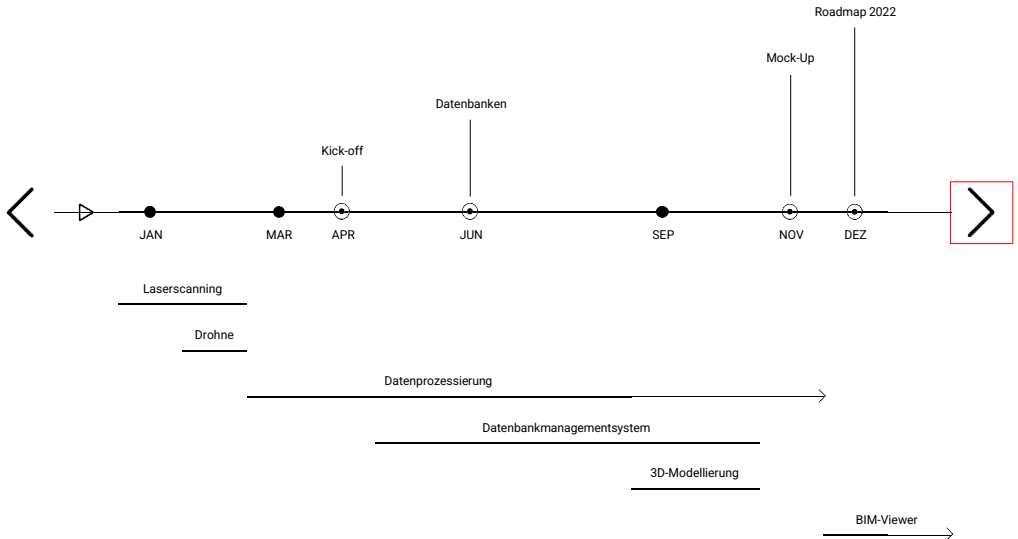 Roadmap 2022
Mock-Up
Datenbanken
Kick-off
JAN MAR APR JUN SEP NOV DEZ
Laserscanning
Drohne
Datenprozessierung
Datenbankmanagementsystem
3D-Modellierung
BIM-Viewer